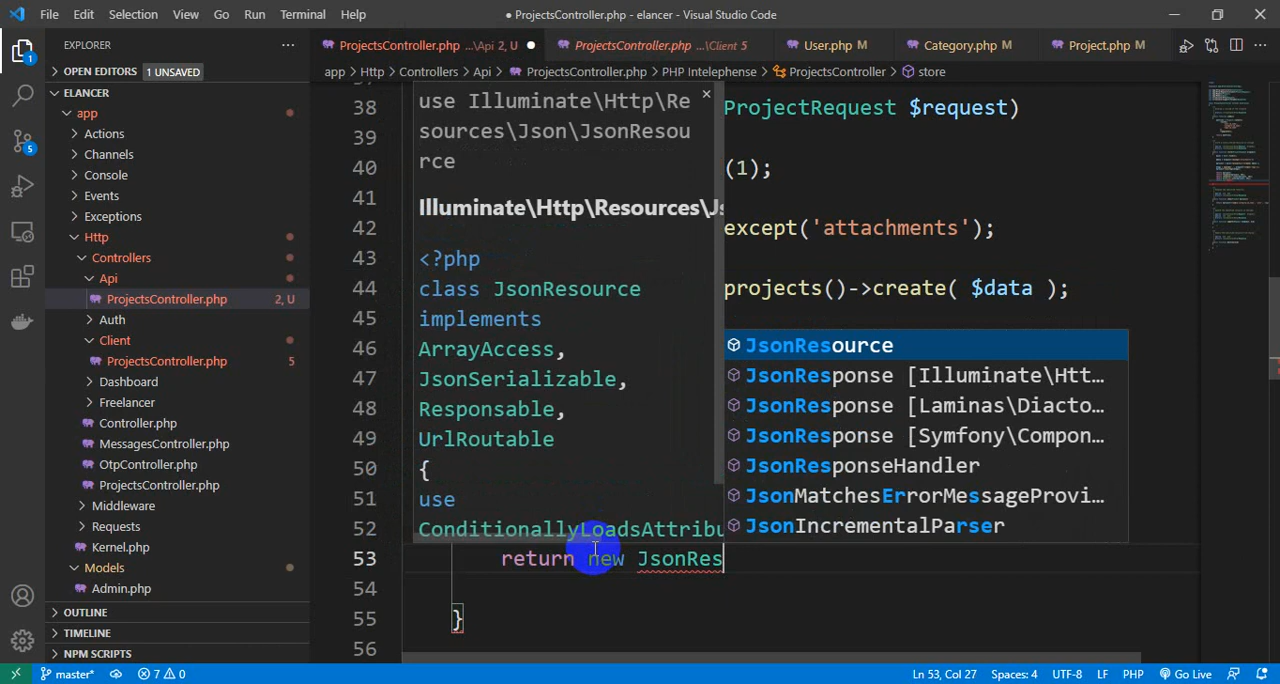 File Edit Selection View Go Run Terminal Help
● ProjectsController.php - elancer - Visual Studio Code
EXPLORER
ProjectsController.php ...\Api 2, U
ProjectsController.php ...\Client 5
User.php M
Category.php M
Project.php M
OPEN EDITORS 1 UNSAVED
app > Http > Controllers > Api > ProjectsController.php > PHP Intelephense > ProjectsController > store
ELANCER
app
Actions
Channels
Console
Events
Exceptions
Http
Controllers
Api
ProjectsController.php 2, U
Auth
Client
ProjectsController.php 5
Dashboard
Freelancer
Controller.php
MessagesController.php
OtpController.php
ProjectsController.php
Middleware
Requests
Kernel.php
Models
Admin.php
OUTLINE
TIMELINE
NPM SCRIPTS
1
5
38 ProjectRequest $request)
39
40 (1);
41
42 except('attachments');
43
44 projects()->create( $data );
45
46
47
48
49
50
51
52
53 return new JsonRes
54
55 }
56
use Illuminate\Http\Re
sources\Json\JsonResou
rce
Illuminate\Http\Resources\Js
<?php
class JsonResource
implements
ArrayAccess,
JsonSerializable,
Responsable,
UrlRoutable
{
use
ConditionallyLoadsAttribu
JsonResource
JsonResponse [Illuminate\Htt...
JsonResponse [Laminas\Diacto...
JsonResponse [Symfony\Compon...
JsonResponseHandler
JsonMatchesErrorMessageProvi...
JsonIncrementalParser
master* 7 0
Ln 53, Col 27 Spaces: 4 UTF-8 LF PHP Go Live